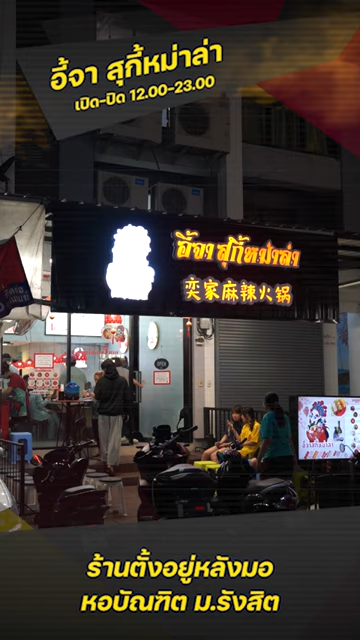 อี้จา สุกี้หม่าล่า
เปิด-ปิด 12.00-23.00
อี้จา สุกี้หม่าล่า
奕家麻辣火锅
ร้านตั้งอยู่หลังมอ
หอบัณฑิต ม.รังสิต